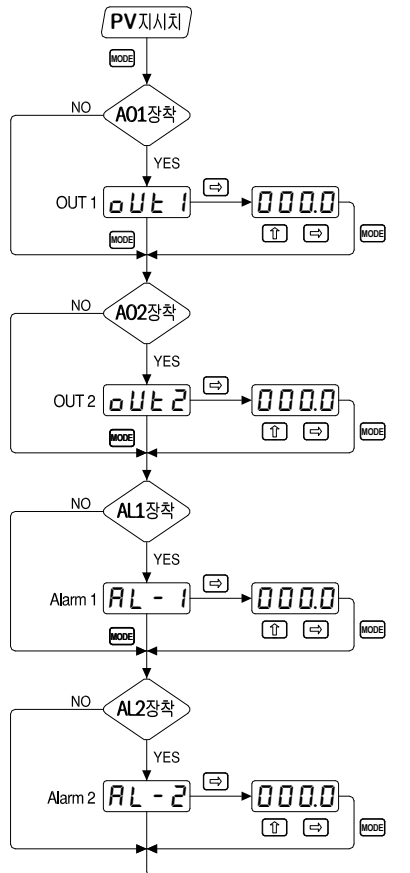 PV지시치
MODE
NO
AO1장착
YES
OUT 1 oUt 1 ⇨ 000.0
MODE ⇧ ⇨ MODE
NO
AO2장착
YES
OUT 2 oUt 2 ⇨ 000.0
MODE ⇧ ⇨ MODE
NO
AL1장착
YES
Alarm 1 AL - 1 ⇨ 000.0
MODE ⇧ ⇨ MODE
NO
AL2장착
YES
Alarm 2 AL - 2 ⇨ 000.0
⇧ ⇨ MODE